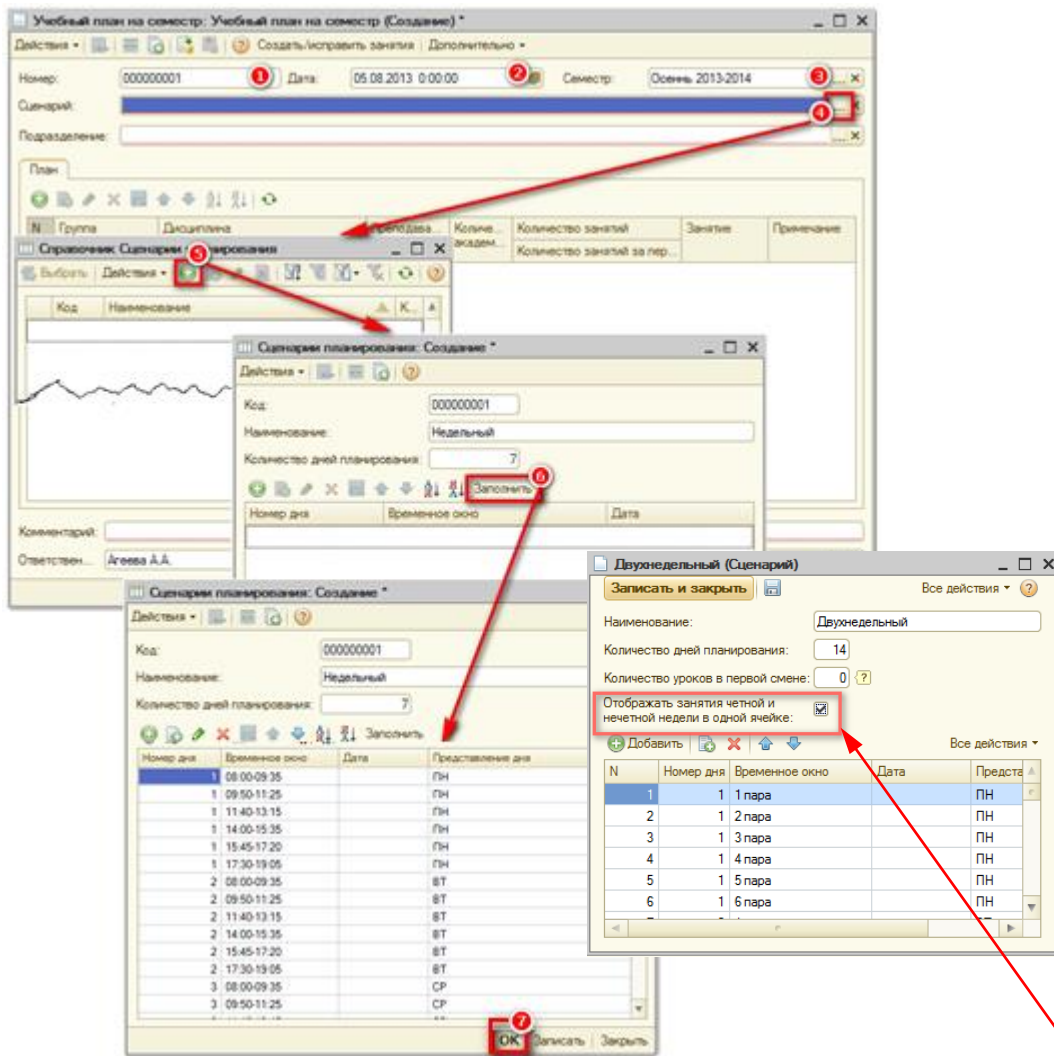 Учебный план на семестр: Учебный план на семестр (Создание) *
Действия Создать/исправить занятия Дополнительно
Номер: 000000001 1 Дата: 05.08.2013 0:00:00 2 Семестр: Осеннь 2013-2014 3 ... x
Сценарий: 4 ...
Подразделение: ... x
План
N Группа Дисциплина Преподава... Количе... академ... Количество занятий Занятие Примечание
Количество занятий за пер...
Справочник Сценарии планирования
5
Выбрать Действия
Код Наименование К...
Сценарии планирования: Создание *
Действия
Код: 000000001
Наименование: Недельный
Количество дней планирования: 7
6
Заполнить
Номер дня Временное окно Дата
Комментарий:
Ответствен... Агеева А.А.
Сценарии планирования: Создание *
Действия
Код: 000000001
Наименование: Недельный
Количество дней планирования: 7
Заполнить
Номер дня Временное окно Дата Представление дня
1 08:00-09:35 ПН
1 09:50-11:25 ПН
1 11:40-13:15 ПН
1 14:00-15:35 ПН
1 15:45-17:20 ПН
1 17:30-19:05 ПН
2 08:00-09:35 ВТ
2 09:50-11:25 ВТ
2 11:40-13:15 ВТ
2 14:00-15:35 ВТ
2 15:45-17:20 ВТ
2 17:30-19:05 ВТ
3 08:00-09:35 СР
3 09:50-11:25 СР
7
OK Записать Закрыть
Двухнедельный (Сценарий)
Записать и закрыть Все действия
Наименование: Двухнедельный
Количество дней планирования: 14
Количество уроков в первой смене: 0 ?
Отображать занятия четной и
нечетной недели в одной ячейке:
Добавить Все действия
N Номер дня Временное окно Дата Предста
1 1 1 пара ПН
2 1 2 пара ПН
3 1 3 пара ПН
4 1 4 пара ПН
5 1 5 пара ПН
6 1 6 пара ПН